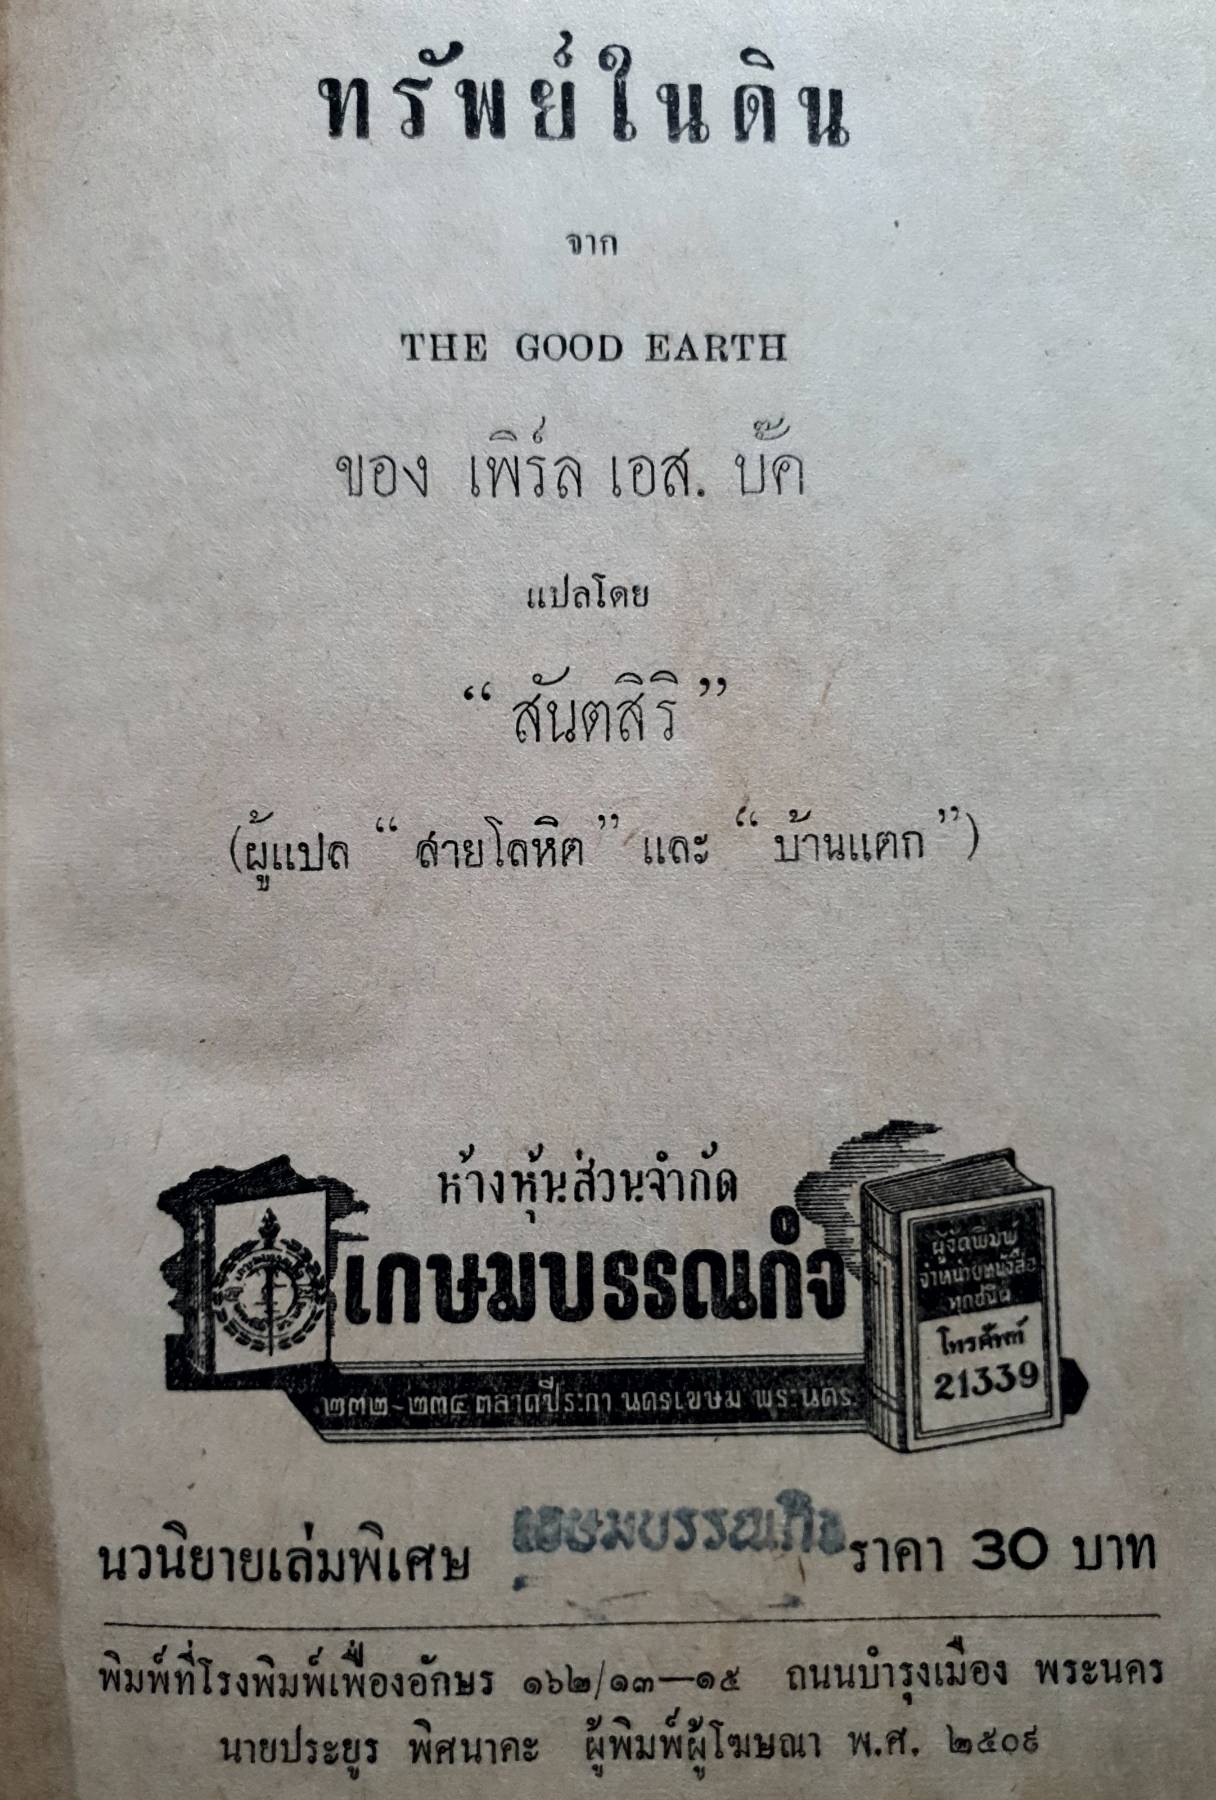 ทรัพย์ในดิน
จาก
THE GOOD EARTH
ของ เพิร์ล เอส. บั๊ค
แปลโดย
“ สันตสิริ ”
(ผู้แปล “ สายโลหิต ” และ “ บ้านแตก ”)
ห้างหุ้นส่วนจำกัด
เกษมบรรณกิจ
๒๓๒-๒๓๔ ตลาดปีระกา นครเขษม พระนคร
ผู้จัดพิมพ์
จำหน่ายหนังสือ
ทุกชนิด
โทรศัพท์
21339
นวนิยายเล่มพิเศษ เกษมบรรณกิจ ราคา 30 บาท
พิมพ์ที่โรงพิมพ์เฟื่องอักษร ๑๖๒/๑๓—๑๕ ถนนบำรุงเมือง พระนคร
นายประยูร พิศนาคะ ผู้พิมพ์ผู้โฆษณา พ.ศ. ๒๕๐๙